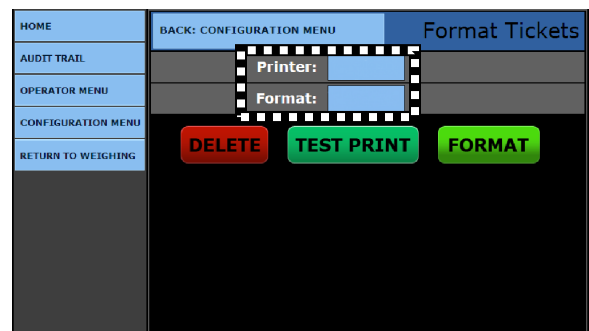 HOME
AUDIT TRAIL
OPERATOR MENU
CONFIGURATION MENU
RETURN TO WEIGHING
BACK: CONFIGURATION MENU
Format Tickets
Printer:
Format:
DELETE
TEST PRINT
FORMAT